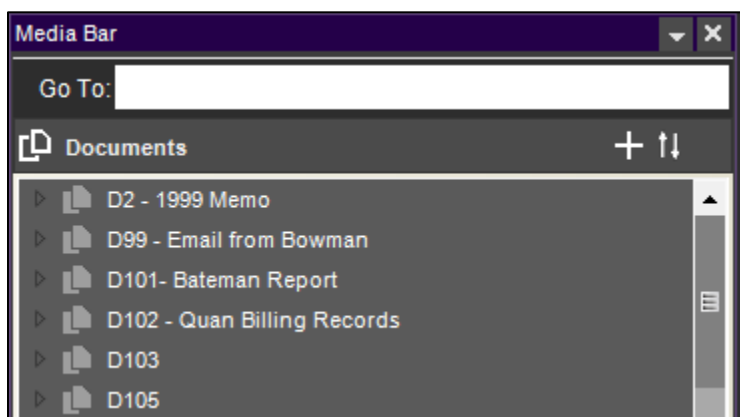 Media Bar
Go To:
Documents
D2 - 1999 Memo
D99 - Email from Bowman
D101- Bateman Report
D102 - Quan Billing Records
D103
D105